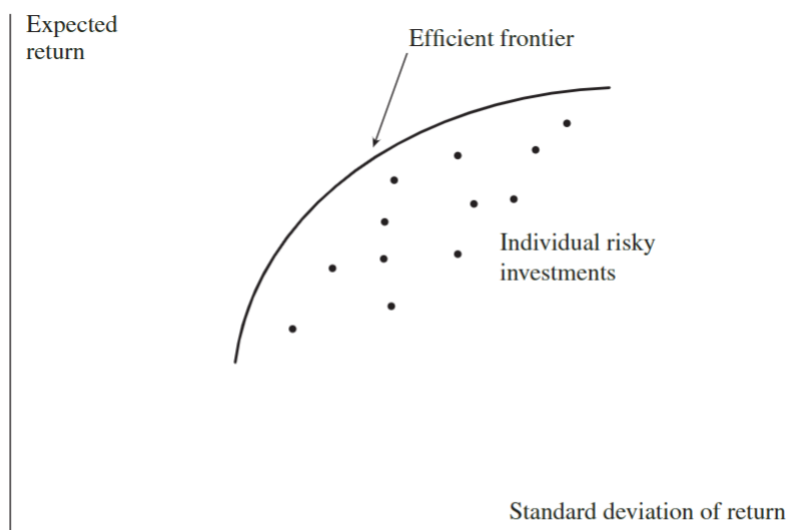 Expected
return
Efficient frontier
Individual risky
investments
Standard deviation of return